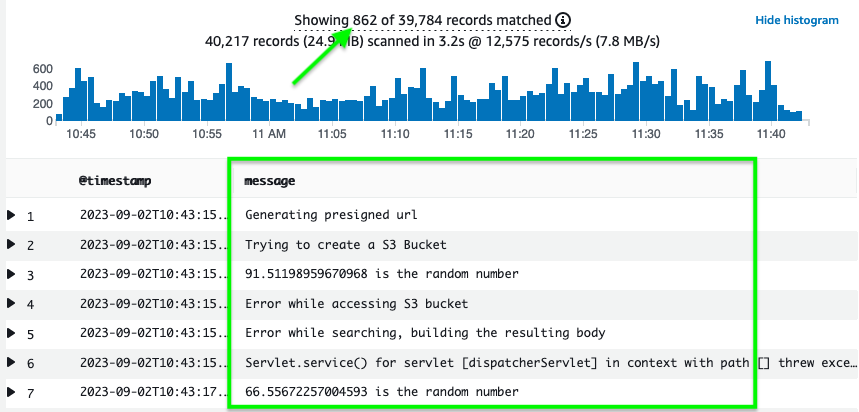 Showing 862 of 39,784 records matched
Hide histogram
40,217 records (24.9 MB) scanned in 3.2s @ 12,575 records/s (7.8 MB/s)
600
400
200
0
10:45 10:50 10:55 11 AM 11:05 11:10 11:15 11:20 11:25 11:30 11:35 11:40
@timestamp message
1 2023-09-02T10:43:15… Generating presigned url
2 2023-09-02T10:43:15… Trying to create a S3 Bucket
3 2023-09-02T10:43:15… 91.51198959670968 is the random number
4 2023-09-02T10:43:15… Error while accessing S3 bucket
5 2023-09-02T10:43:15… Error while searching, building the resulting body
6 2023-09-02T10:43:15… Servlet.service() for servlet [dispatcherServlet] in context with path [] threw exce…
7 2023-09-02T10:43:17… 66.55672257004593 is the random number